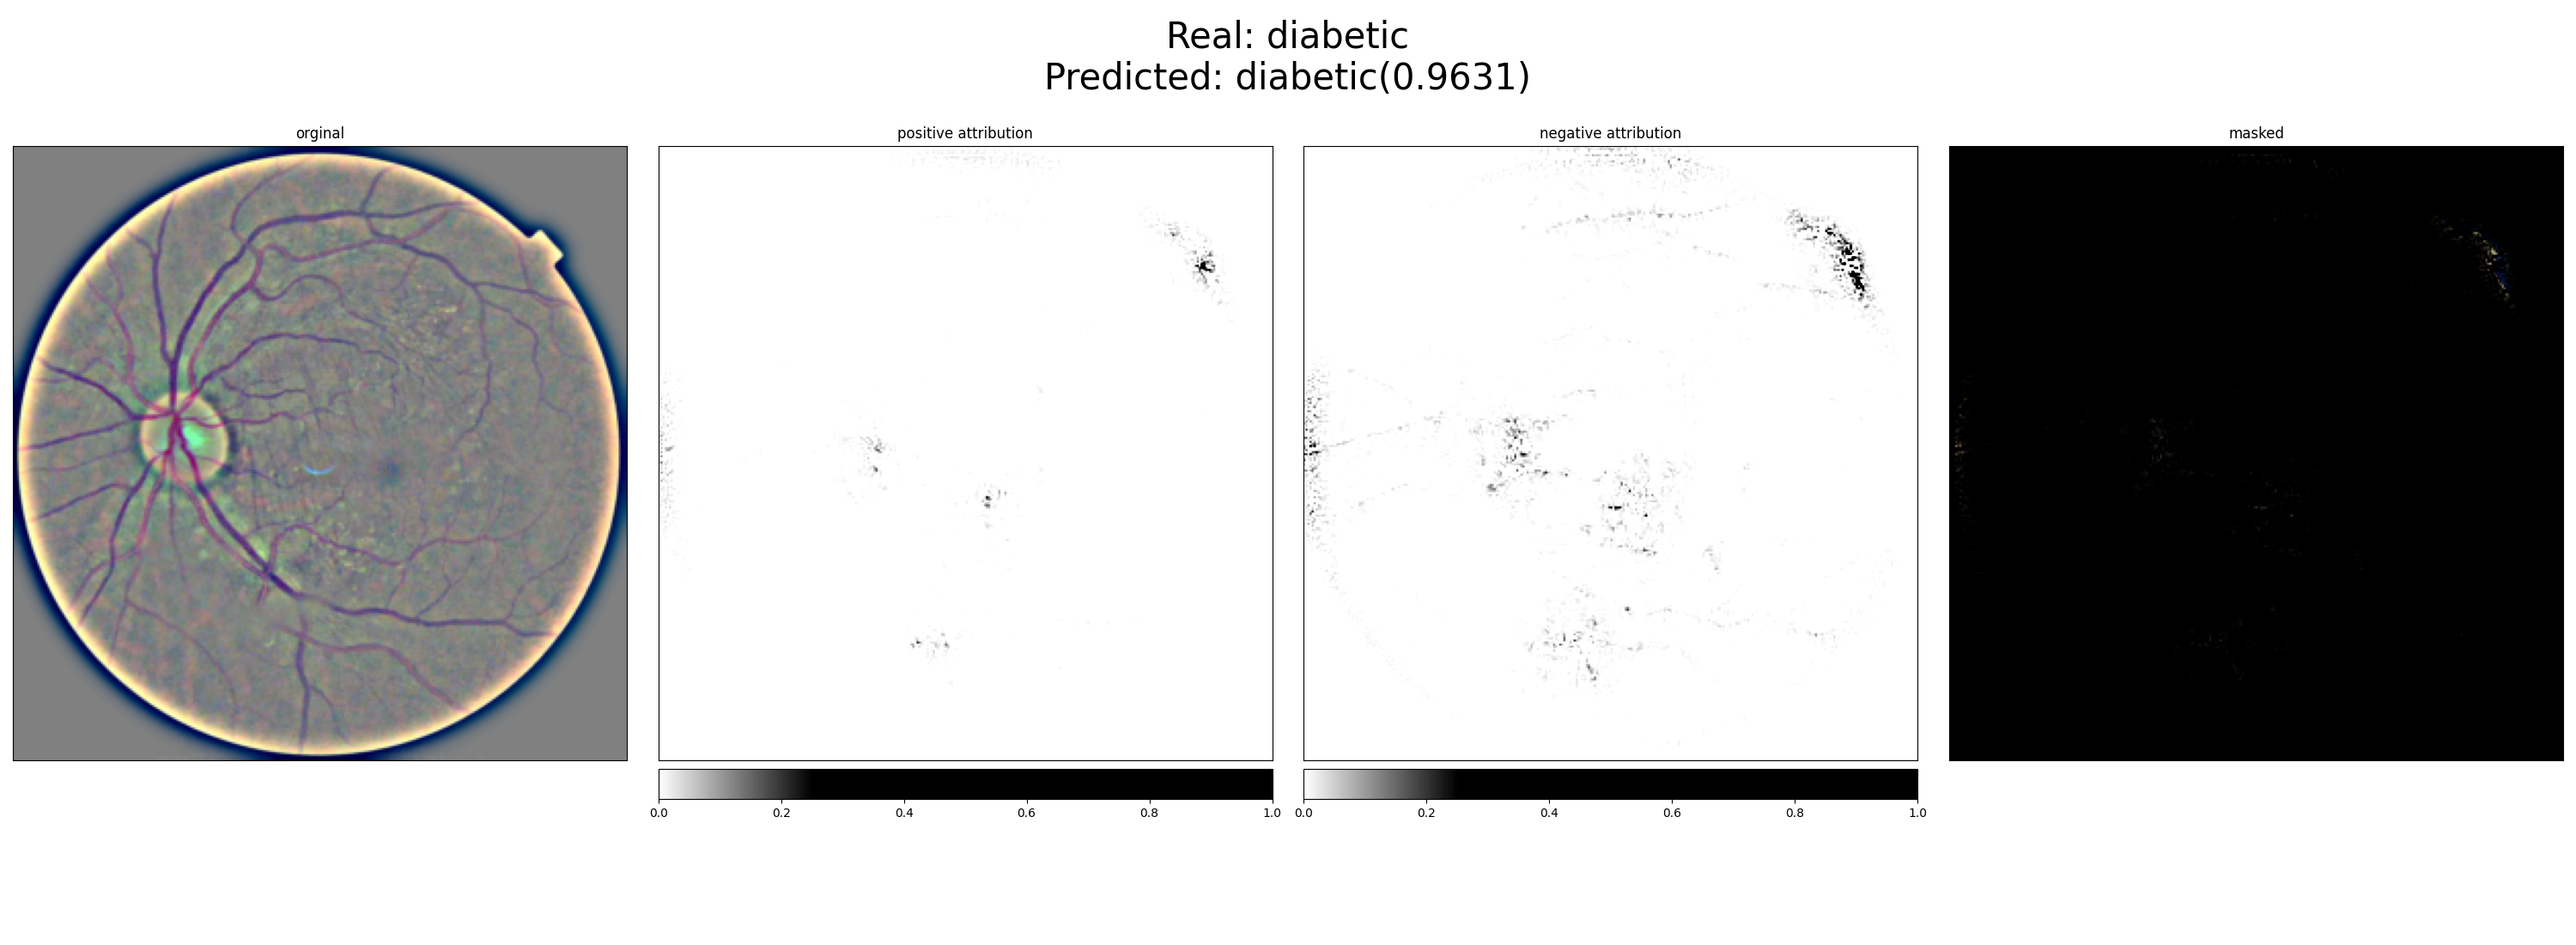 Real: diabetic
Predicted: diabetic(0.9631)
orginal
positive attribution
negative attribution
masked
0.0 0.2 0.4 0.6 0.8 1.0
0.0 0.2 0.4 0.6 0.8 1.0